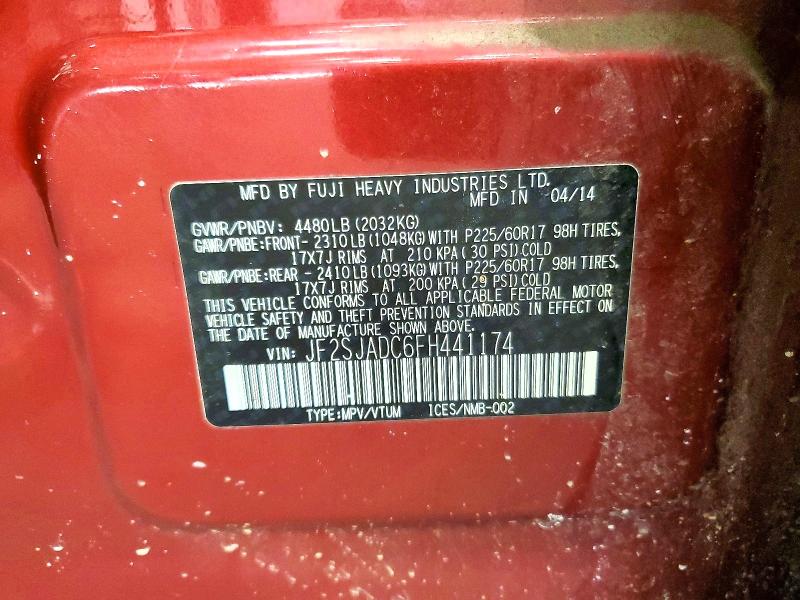 MFD BY FUJI HEAVY INDUSTRIES LTD.
MFD IN 04/14
GVWR/PNBV: 4480LB (2032KG)
GAWR/PNBE:FRONT- 2310LB (1048KG) WITH P225/60R17 98H TIRES,
17X7J RIMS AT 210 KPA ( 30 PSI) COLD
GAWR/PNBE:REAR - 2410LB (1093KG) WITH P225/60R17 98H TIRES,
17X7J RIMS AT 200 KPA ( 29 PSI) COLD
THIS VEHICLE CONFORMS TO ALL APPLICABLE FEDERAL MOTOR
VEHICLE SAFETY AND THEFT PREVENTION STANDARDS IN EFFECT ON
THE DATE OF MANUFACTURE SHOWN ABOVE.
VIN: JF2SJADC6FH441174
TYPE:MPV/VTUM ICES/NMB-002